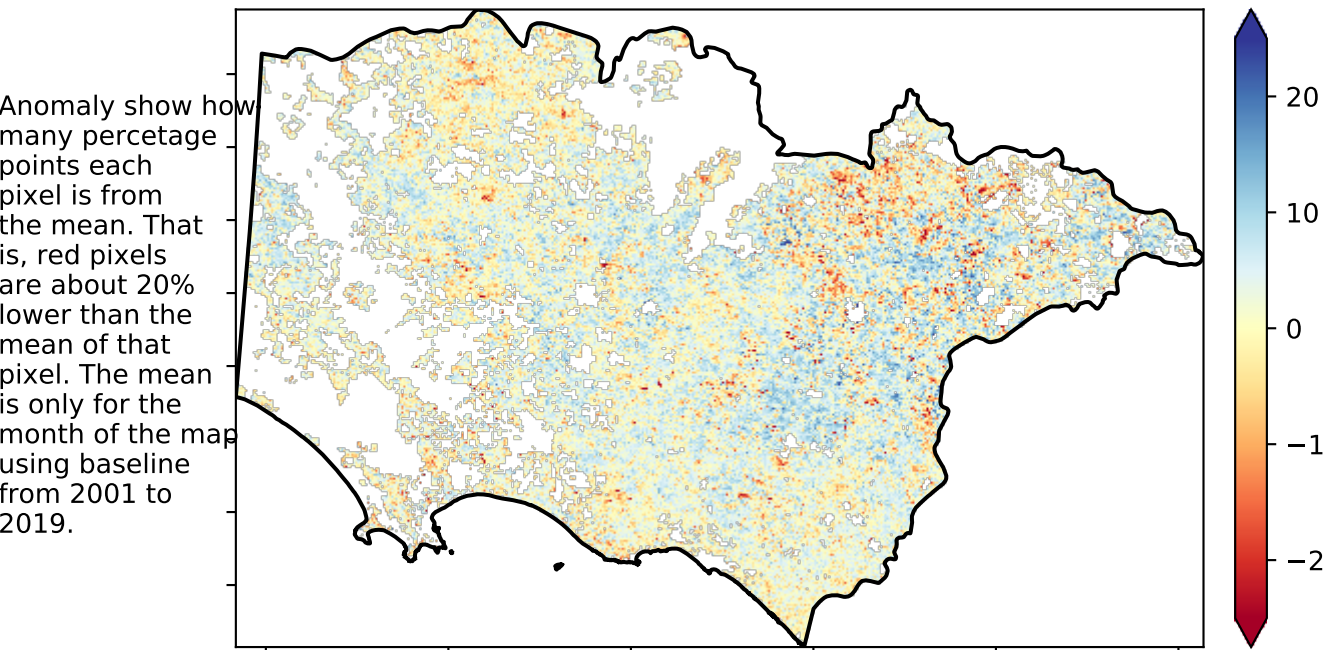 Anomaly show how
many percetage
points each
pixel is from
the mean. That
is, red pixels
are about 20%
lower than the
mean of that
pixel. The mean
is only for the
month of the map
using baseline
from 2001 to
2019.
20
10
0
−1
−2